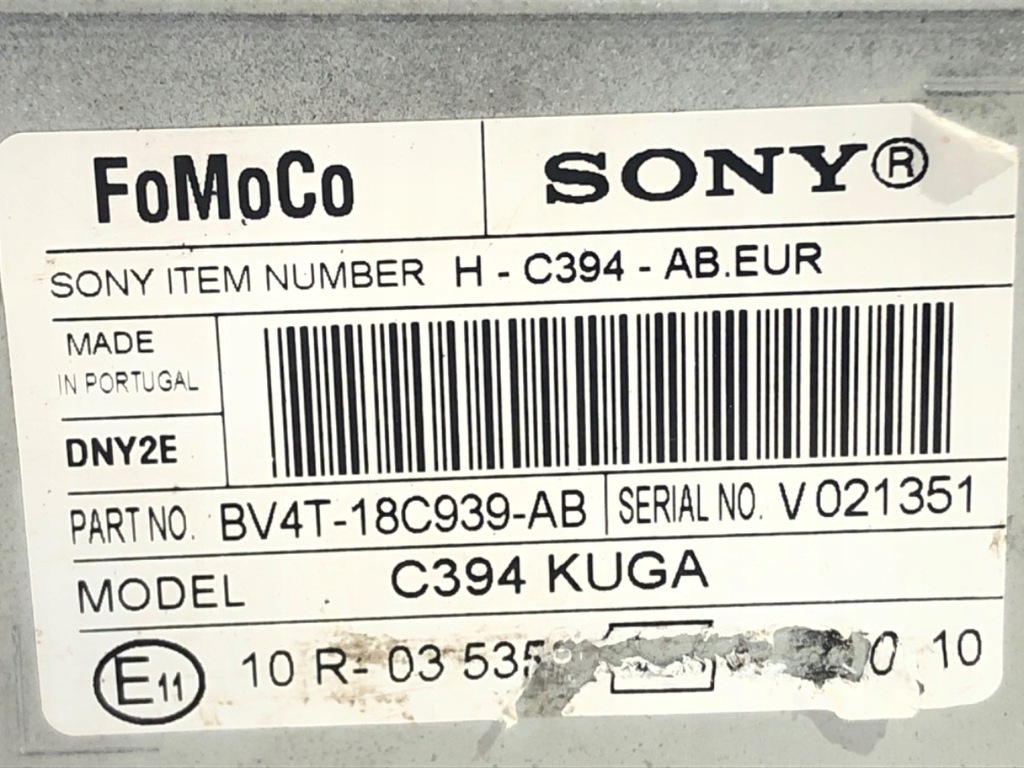 FoMoCo
SONY®
SONY ITEM NUMBER H - C394 - AB.EUR
MADE
IN PORTUGAL
DNY2E
PART NO. BV4T-18C939-AB
SERIAL NO. V 021351
MODEL C394 KUGA
E11 10 R- 03 10